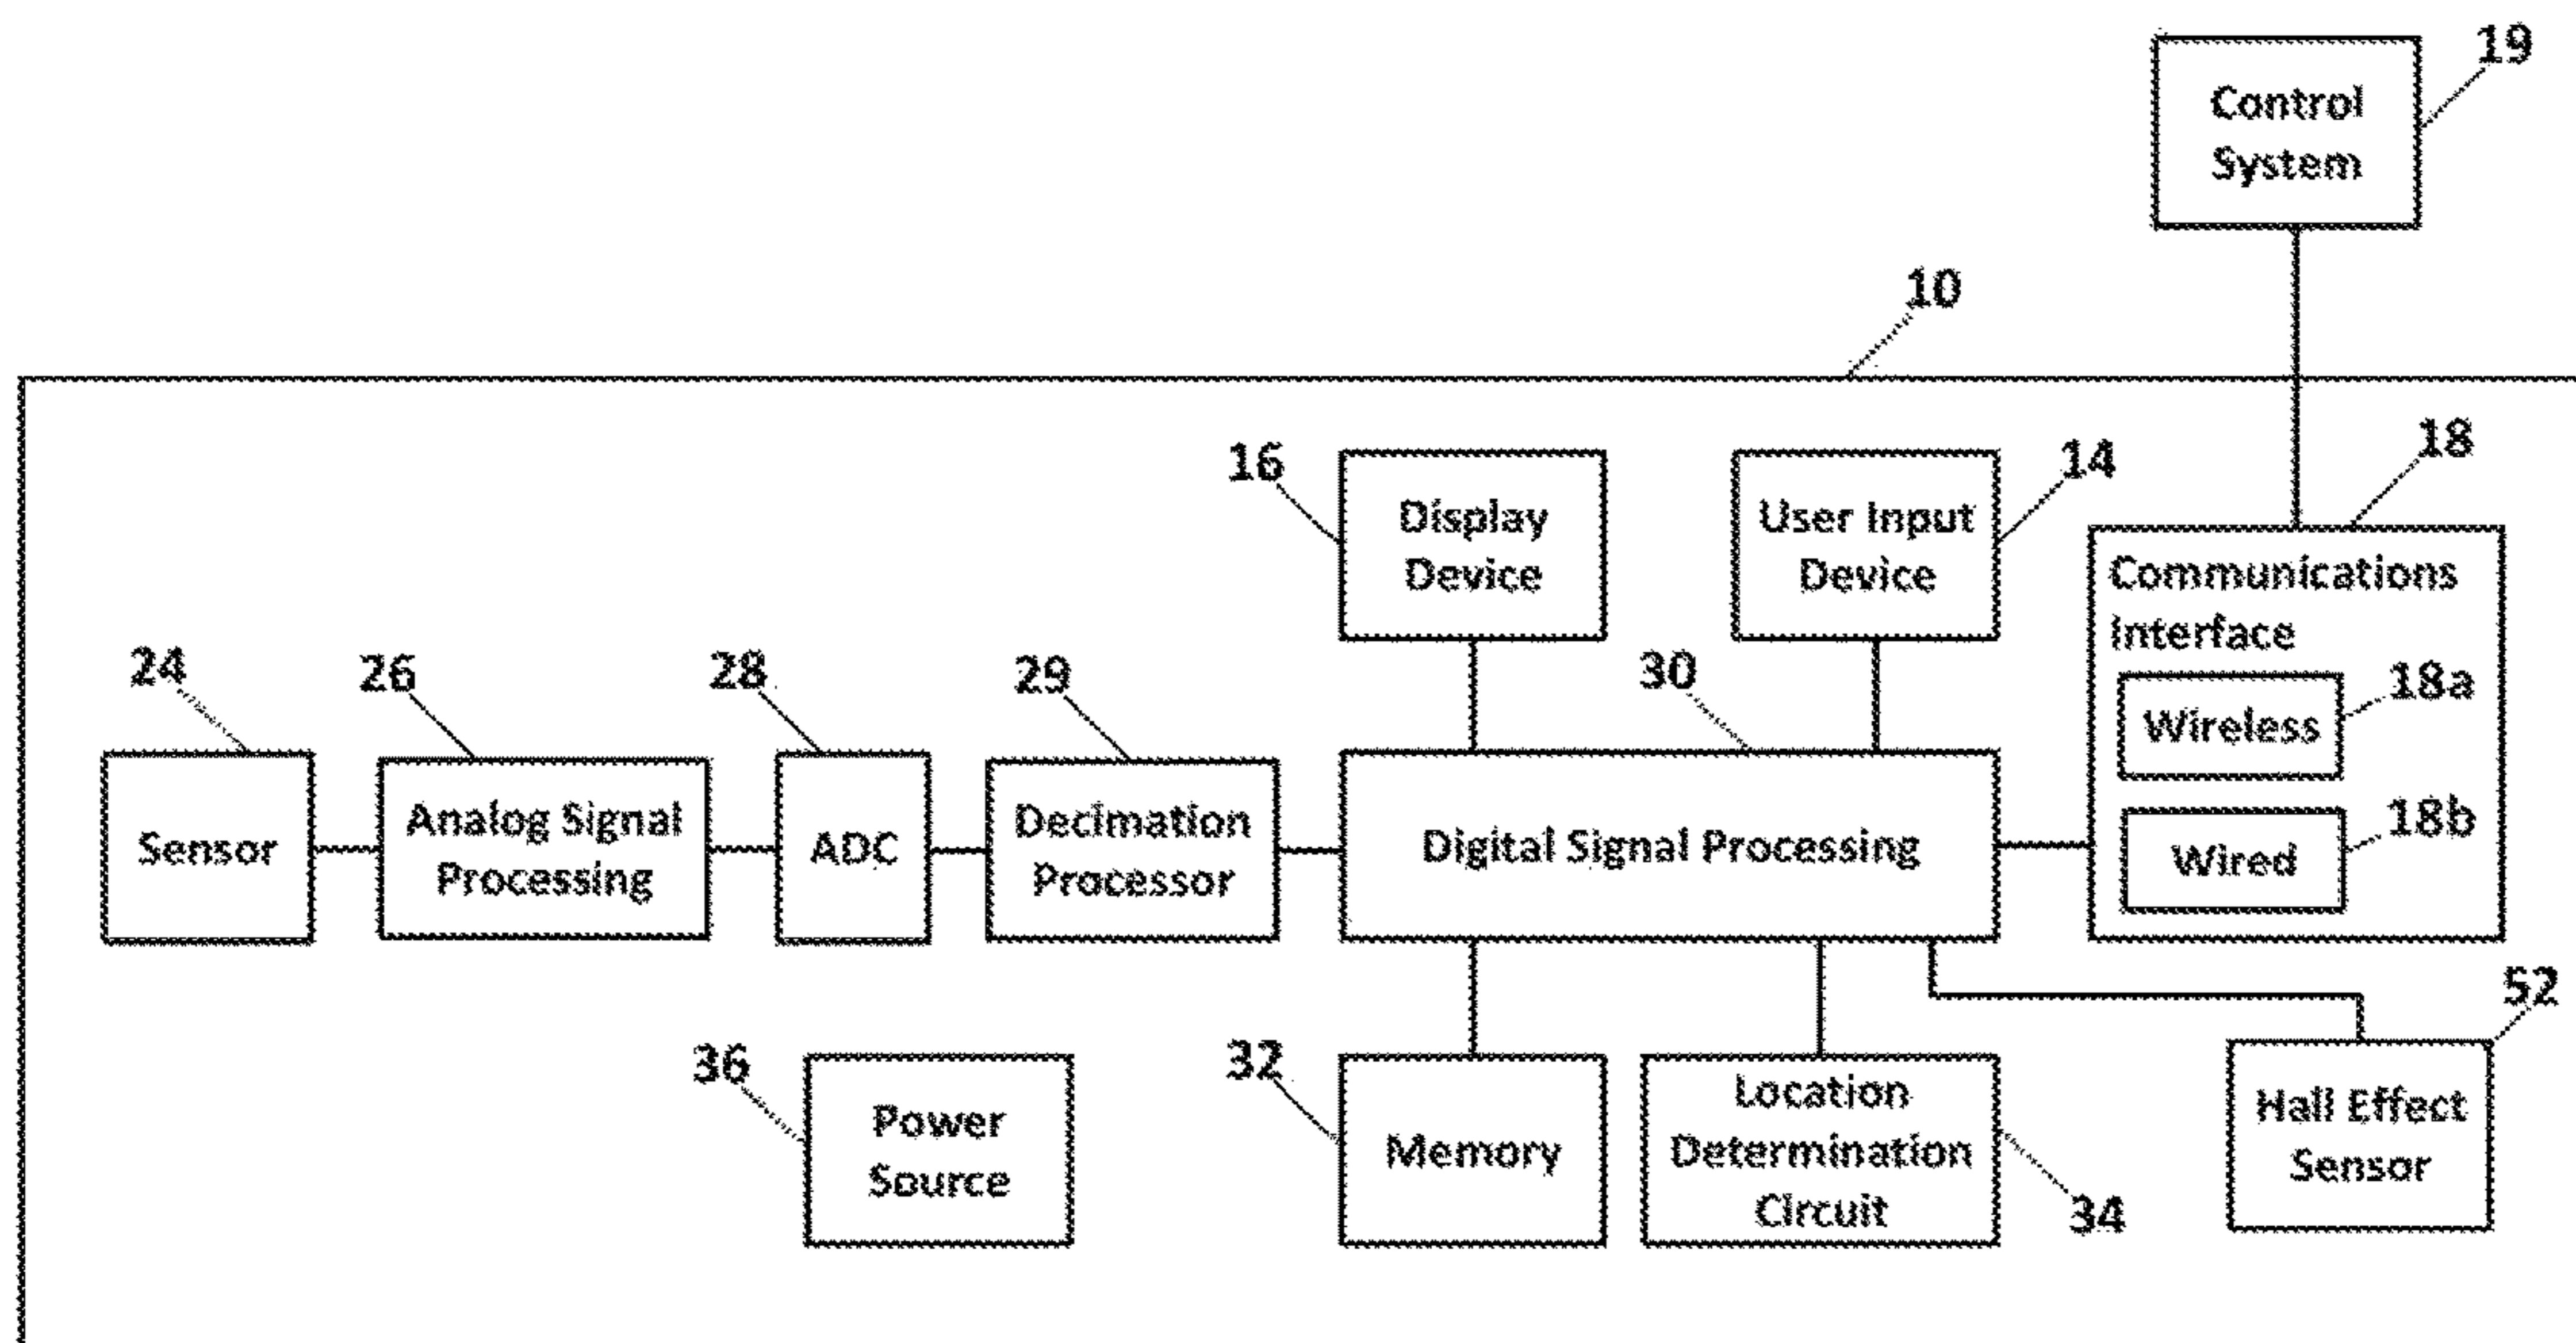 19
Control
System
10
16
Display
Device
14
User Input
Device
18
Communications
Interface
18a
Wireless
18b
Wired
24
Sensor
26
Analog Signal
Processing
28
ADC
29
Decimation
Processor
30
Digital Signal Processing
36
Power
Source
32
Memory
Location
Determination
Circuit
34
52
Hall Effect
Sensor